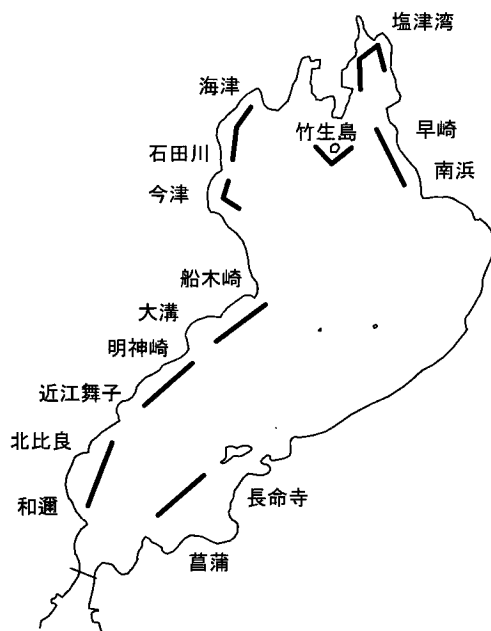 塩津湾
海津
竹生島
早崎
石田川
南浜
今津
船木崎
大溝
明神崎
近江舞子
北比良
和邇
長命寺
菖蒲